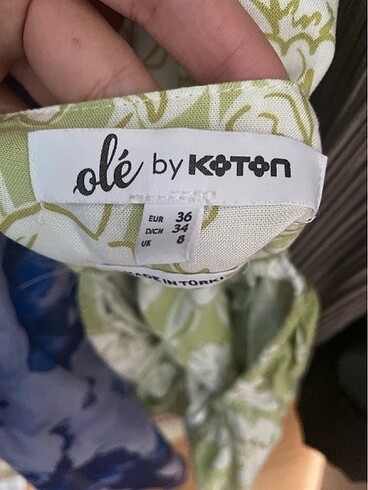 olé by KOTON
EUR 36
D/CH 34
UK 8
MADE IN TÜRKİ